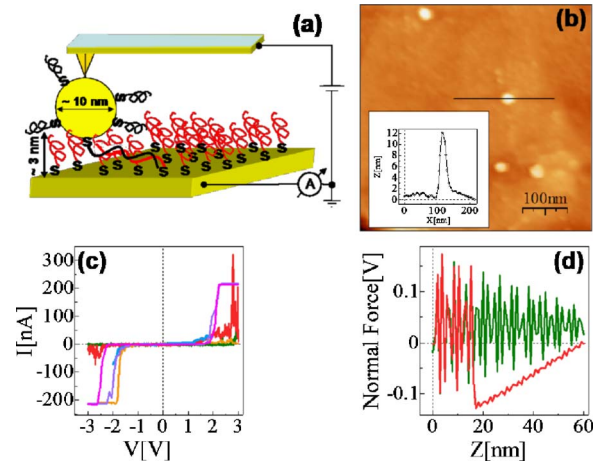 (a)
S
S
~ 10 nm
S
S
~ 3 nm
S S S S S S S
S S S S S S
S S S S
A
(b)
Z[nm]
12
10
8
6
4
2
0
0 100 200
X[nm]
100nm
(c)
I[nA]
300
200
100
0
-100
-200
-3 -2 -1 0 1 2 3
V[V]
(d)
Normal Force[V]
0.1
0
-0.1
0 20 40 60
Z[nm]